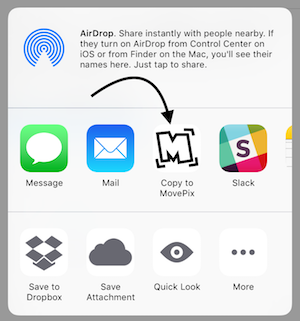 AirDrop. Share instantly with people nearby. If
they turn on AirDrop from Control Center on
iOS or from Finder on the Mac, you'll see their
names here. Just tap to share.
M
S
Message
Mail
Copy to
MovePix
Slack
Save to
Dropbox
Save
Attachment
Quick Look
More